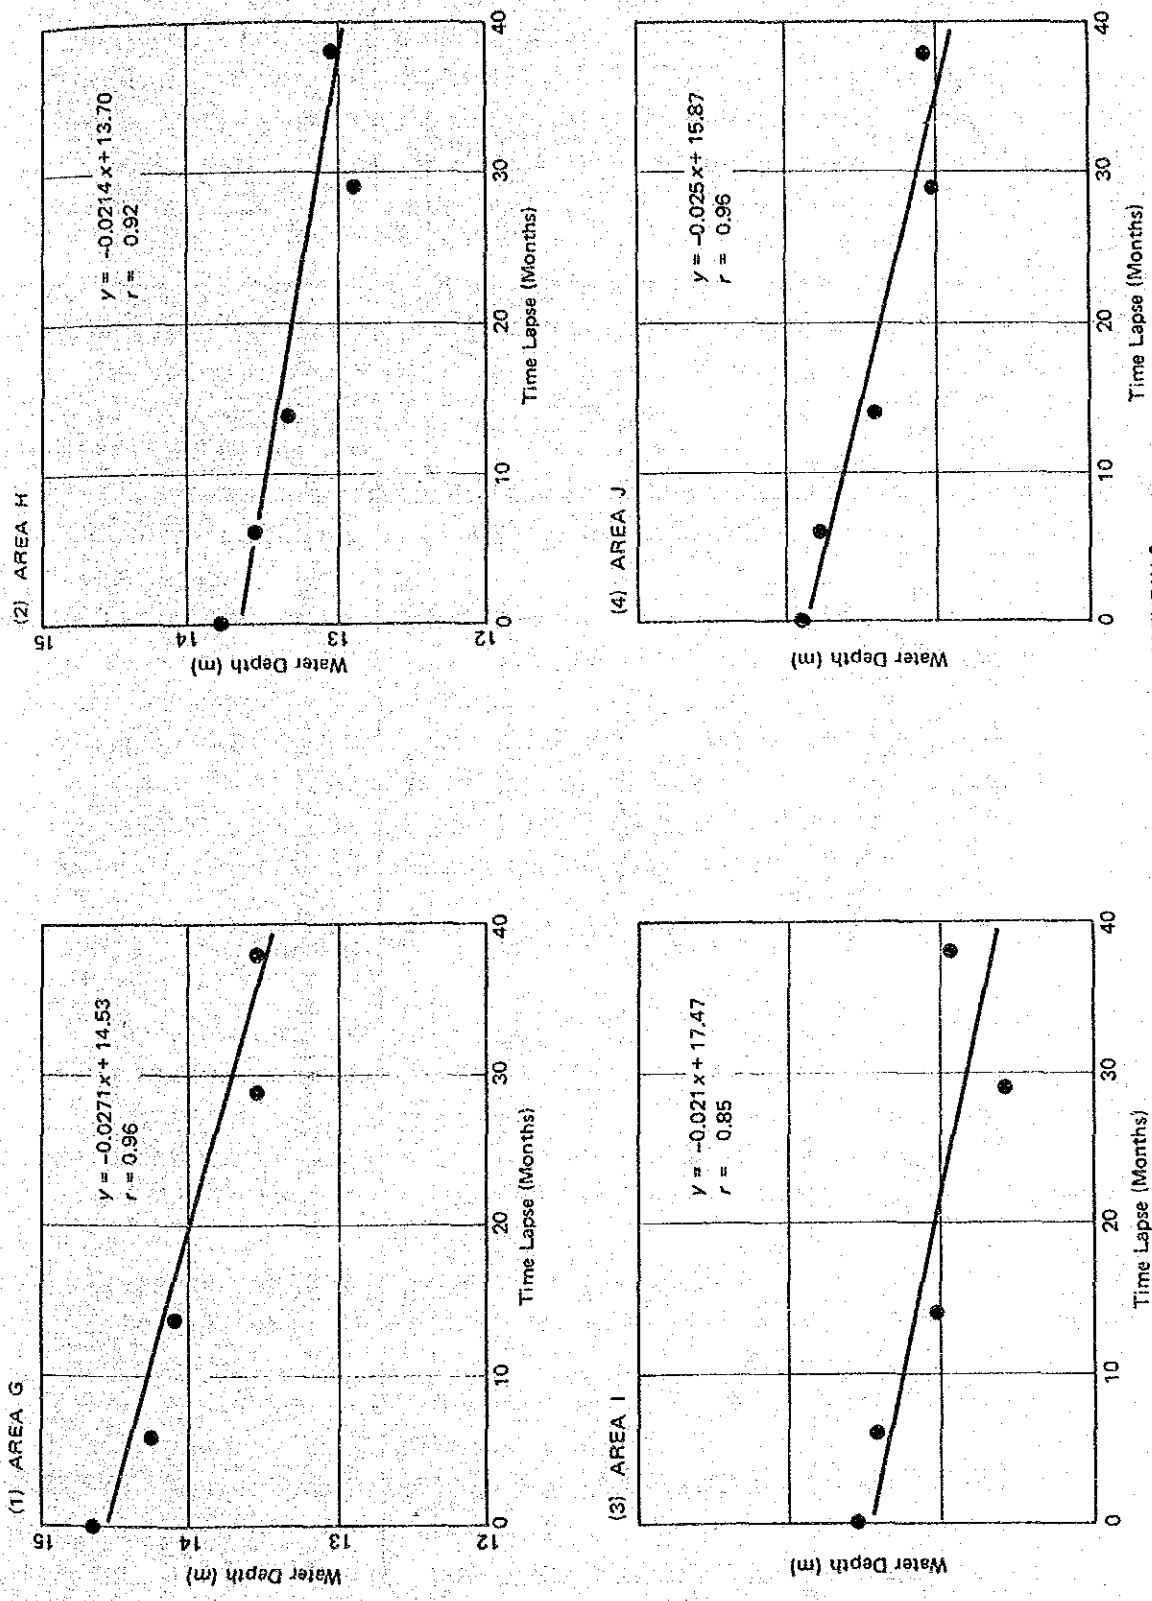 (1) AREA G
y = -0.0271x + 14.53
r = 0.96
Water Depth (m)
15
14
13
12
0
10
20
30
40
Time Lapse (Months)
(2) AREA H
y = -0.0214x + 13.70
r = 0.92
Water Depth (m)
15
14
13
12
0
10
20
30
40
Time Lapse (Months)
(3) AREA I
y = -0.021x + 17.47
r = 0.85
Water Depth (m)
0
10
20
30
40
Time Lapse (Months)
(4) AREA J
y = -0.025x + 15.87
r = 0.96
Water Depth (m)
0
10
20
30
40
Time Lapse (Months)